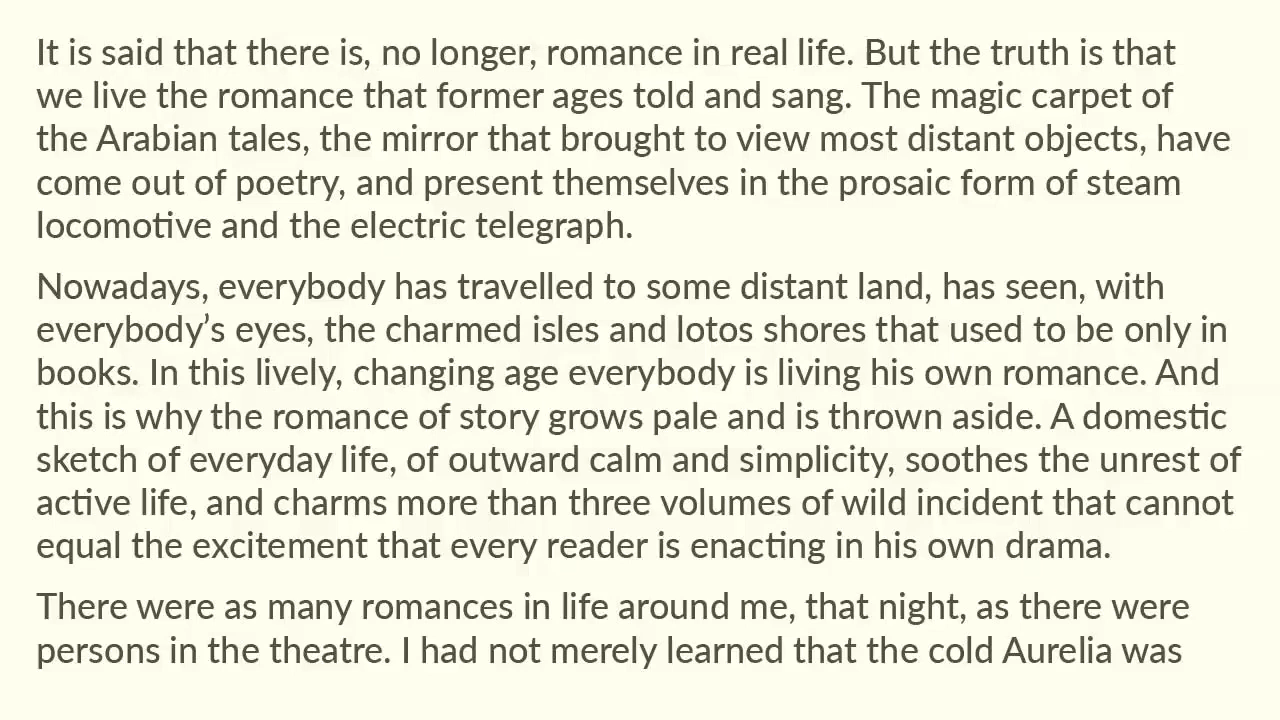 It is said that there is, no longer, romance in real life. But the truth is that
we live the romance that former ages told and sang. The magic carpet of
the Arabian tales, the mirror that brought to view most distant objects, have
come out of poetry, and present themselves in the prosaic form of steam
locomotive and the electric telegraph.
Nowadays, everybody has travelled to some distant land, has seen, with
everybody’s eyes, the charmed isles and lotos shores that used to be only in
books. In this lively, changing age everybody is living his own romance. And
this is why the romance of story grows pale and is thrown aside. A domestic
sketch of everyday life, of outward calm and simplicity, soothes the unrest of
active life, and charms more than three volumes of wild incident that cannot
equal the excitement that every reader is enacting in his own drama.
There were as many romances in life around me, that night, as there were
persons in the theatre. I had not merely learned that the cold Aurelia was